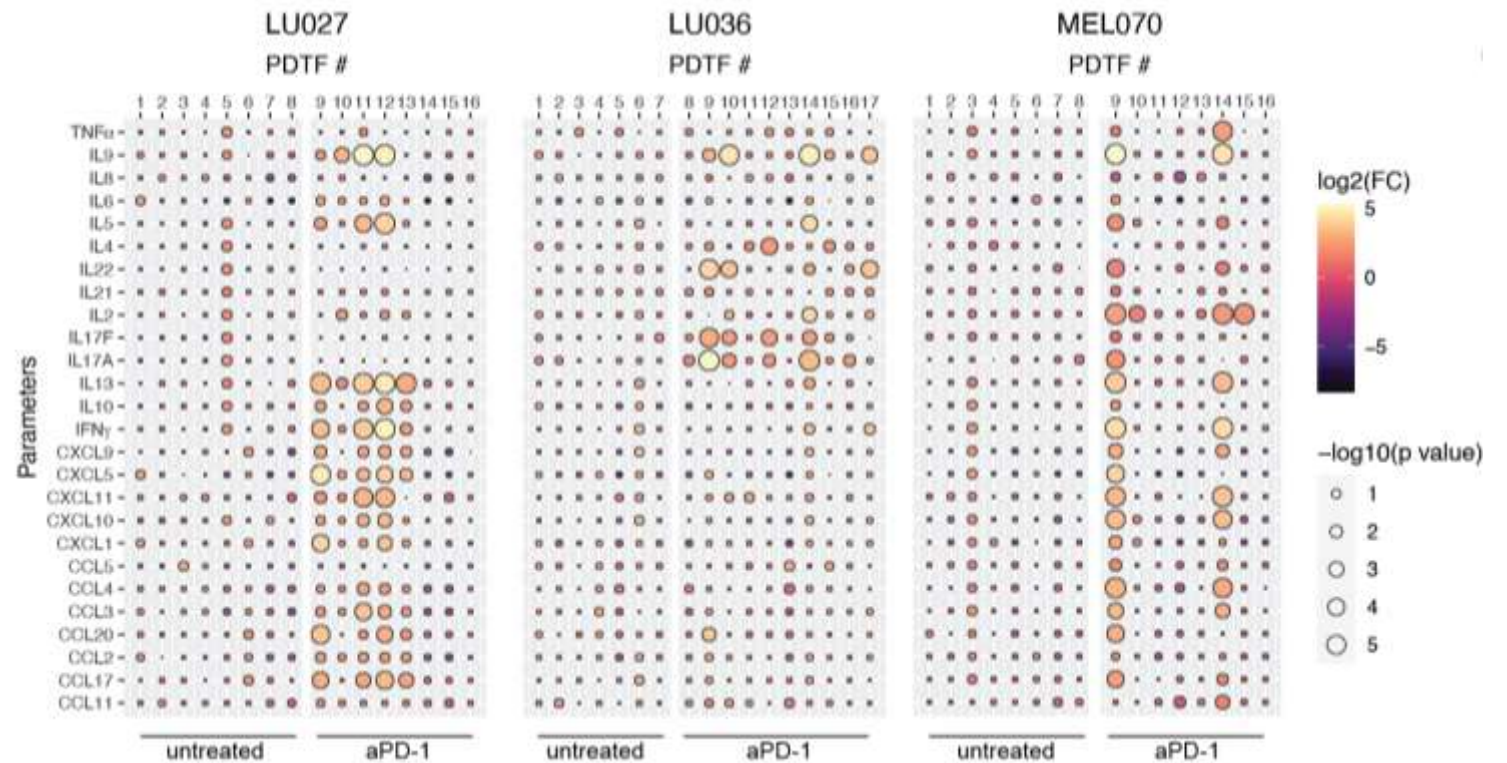 LU027 LU036 MEL070
PDTF # PDTF # PDTF #
1 2 3 4 5 6 7 8 9 10 11 12 13 14 15 16 1 2 3 4 5 6 7 8 9 10 11 12 13 14 15 16 17 1 2 3 4 5 6 7 8 9 10 11 12 13 14 15 16
Parameters
TNFα
IL9
IL8
IL6
IL5
IL4
IL22
IL21
IL2
IL17F
IL17A
IL13
IL10
IFNγ
CXCL9
CXCL5
CXCL11
CXCL10
CXCL1
CCL5
CCL4
CCL3
CCL20
CCL2
CCL17
CCL11
untreated aPD-1 untreated aPD-1 untreated aPD-1
log2(FC)
5
0
−5
−log10(p value)
1
2
3
4
5